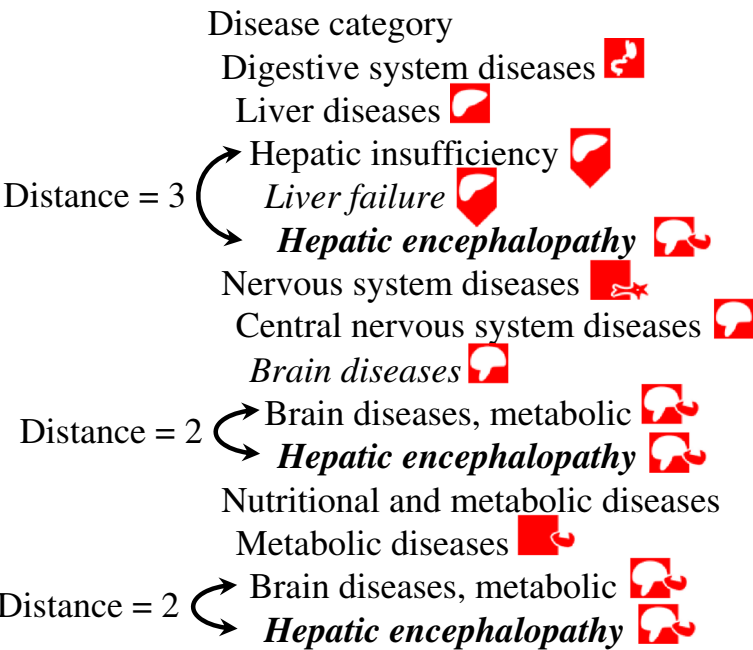 Disease category
Digestive system diseases
Liver diseases
Hepatic insufficiency
Distance = 3
Liver failure
Hepatic encephalopathy
Nervous system diseases
Central nervous system diseases
Brain diseases
Brain diseases, metabolic
Distance = 2
Hepatic encephalopathy
Nutritional and metabolic diseases
Metabolic diseases
Brain diseases, metabolic
Distance = 2
Hepatic encephalopathy